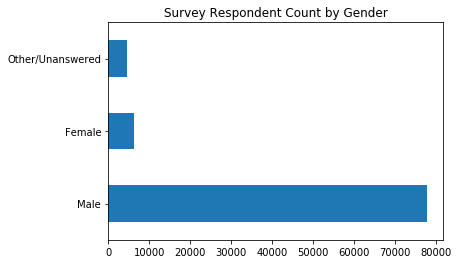 Survey Respondent Count by Gender
Other/Unanswered
Female
Male
0 10000 20000 30000 40000 50000 60000 70000 80000